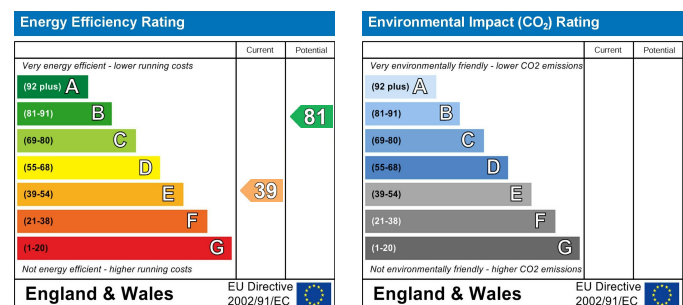 Energy Efficiency Rating
Current Potential
Very energy efficient - lower running costs
(92 plus) A
(81-91) B
81
(69-80) C
(55-68) D
(39-54) E
39
(21-38) F
(1-20) G
Not energy efficient - higher running costs
England & Wales
EU Directive
2002/91/EC
Environmental Impact (CO₂) Rating
Current Potential
Very environmentally friendly - lower CO2 emissions
(92 plus) A
(81-91) B
(69-80) C
(55-68) D
(39-54) E
(21-38) F
(1-20) G
Not environmentally friendly - higher CO2 emissions
England & Wales
EU Directive
2002/91/EC